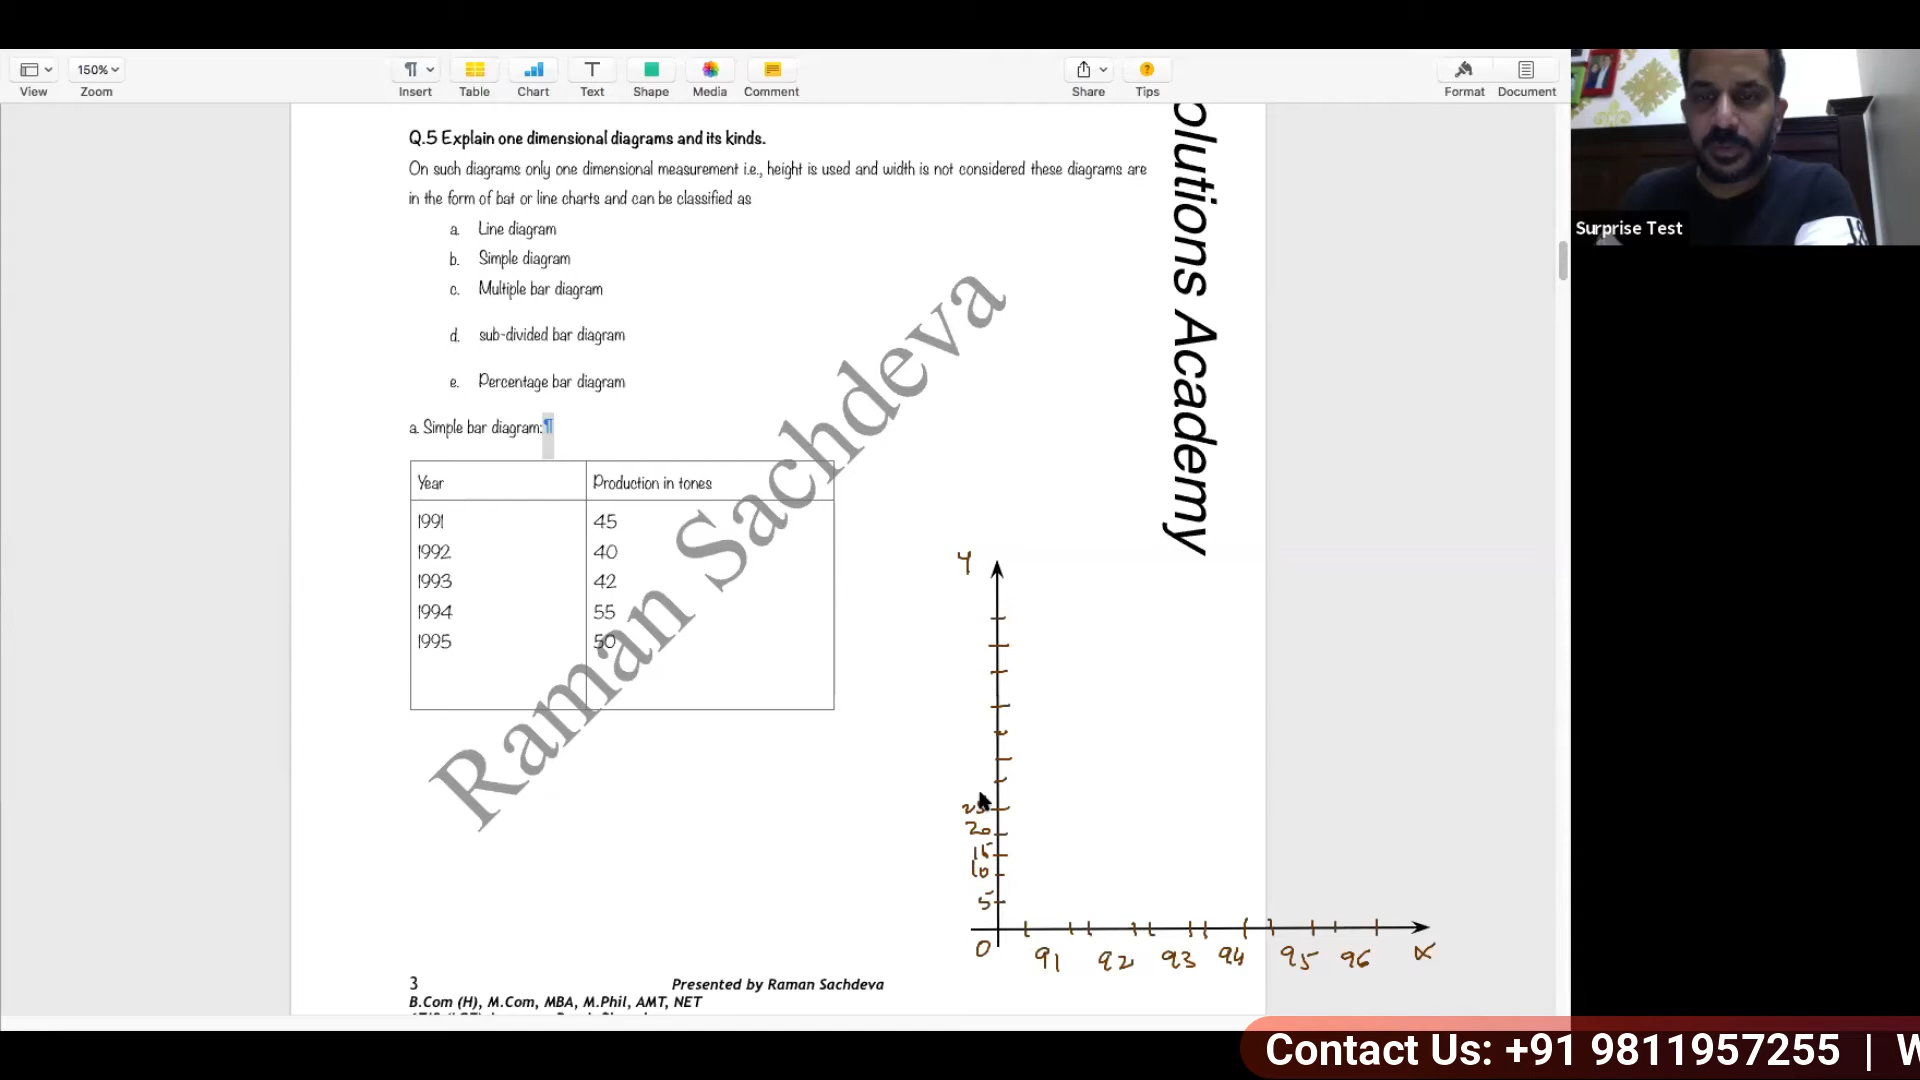 View
150%
Zoom
Insert
Table
Chart
Text
Shape
Media
Comment
Share
Tips
Format
Document
Q.5 Explain one dimensional diagrams and its kinds.
On such diagrams only one dimensional measurement i.e., height is used and width is not considered these diagrams are
in the form of bat or line charts and can be classified as
a. Line diagram
b. Simple diagram
c. Multiple bar diagram
d. sub-divided bar diagram
e. Percentage bar diagram
a. Simple bar diagram:¶
Year Production in tones
1991 45
1992 40
1993 42
1994 55
1995 50
Raman Sachdeva
olutions Academy
Surprise Test
Y
25
20
15
10
5
0
91 92 93 94 95 96 X
3 Presented by Raman Sachdeva
B.Com (H), M.Com, MBA, M.Phil, AMT, NET
Contact Us: +91 9811957255 | W